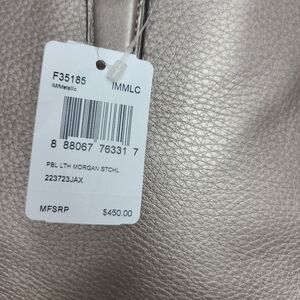 F35185 IMMLC
IM/Metallic
8 88067 76331 7
PBL LTH MORGAN STCHL
223723JAX
MFSRP $450.00